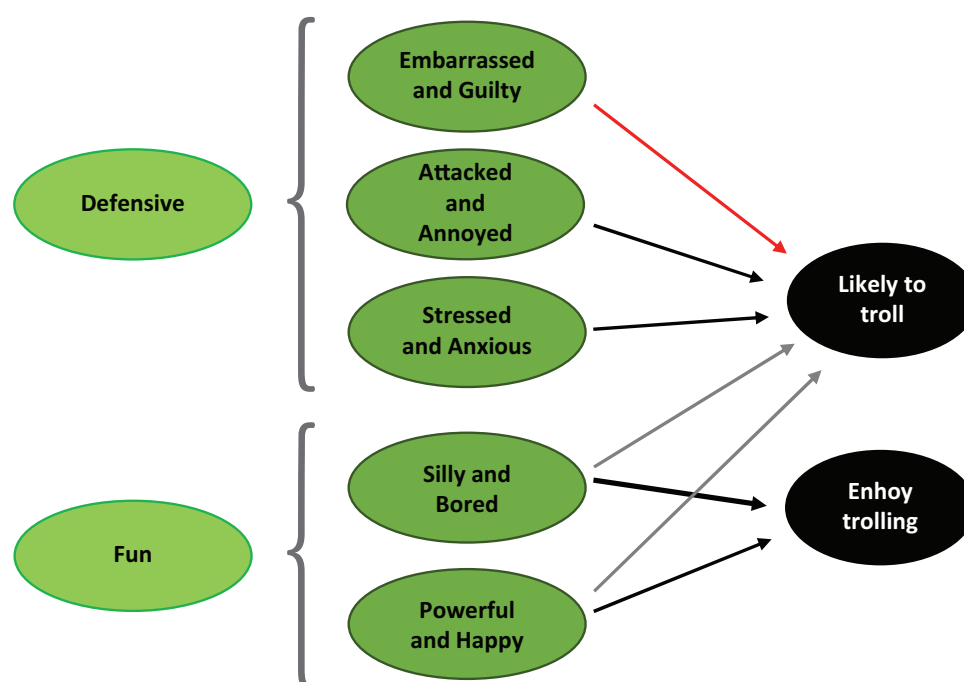 Embarrassed
and Guilty
Defensive
Attacked
and
Annoyed
Stressed
and Anxious
Likely to
troll
Fun
Silly and
Bored
Powerful
and Happy
Enhoy
trolling